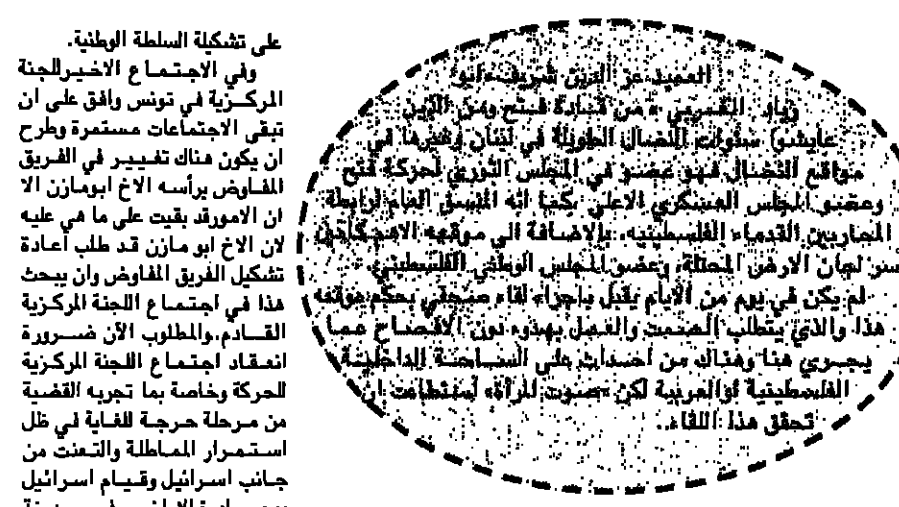 العميد عز الدين شريف «ابو
زياد المغربي» من قيادة فتح ومن الذين
عايشوا سنوات النضال الطويلة في لبنان وغيرها في
مواقع النضال فهو عضو في المجلس الثوري لحركة فتح
وعضو المجلس العسكري الاعلى كما انه المنسق العام لرابطة
المحاربين القدماء الفلسطينيه، بالاضافة الى موقعه
سر لجان الارض المحتلة، وعضو المجلس الوطني الفلسطيني.
لم يكن في يوم من الأيام يقبل باجراء لقاء صحفي بحكم موقعه
هذا والذي يتطلب الصمت والعمل بهدوء دون الافصاح عما
يجري هنا وهناك من احداث على الساحة الداخلية
الفلسطينية او العربية لكن «صوت المرأة» استطاعت ان
تحقق هذا اللقاء..
على تشكيلة السلطة الوطنية.
وفي الاجتماع الاخير للجنة
المركزية في تونس وافق على ان
تبقى الاجتماعات مستمرة وطرح
ان يكون هناك تغيير في الفريق
المفاوض برأسه الاخ ابومازن الا
ان الامورقد بقيت على ما هي عليه
لان الاخ ابو مازن قد طلب اعادة
تشكيل الفريق المفاوض وان يبحث
هذا في اجتماع اللجنة المركزية
القادم.والمطلوب الآن ضرورة
انعقاد اجتماع اللجنة المركزية
للحركة وخاصة بما تجربه القضية
من مرحلة حرجة للغاية في ظل
استمرار المماطلة والتعنت من
جانب اسرائيل وقيام اسرائيل